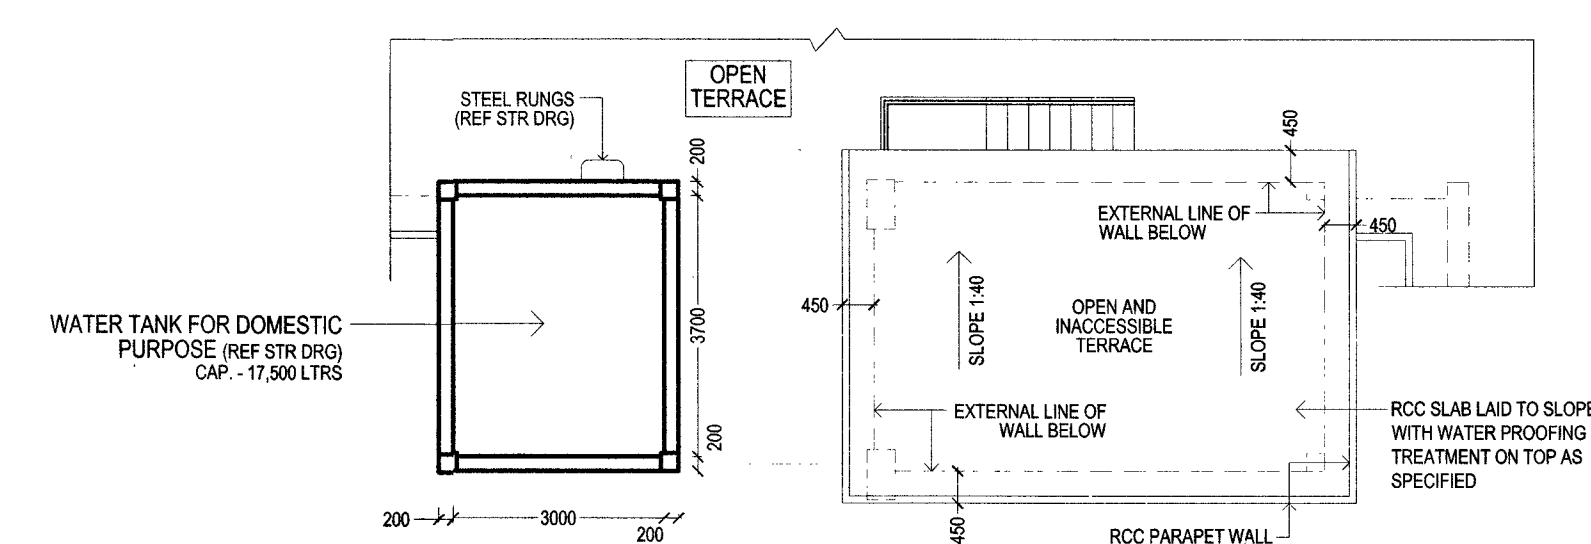 OPEN
TERRACE
STEEL RUNGS
(REF STR DRG)
200
3700
200
WATER TANK FOR DOMESTIC
PURPOSE (REF STR DRG)
CAP. - 17,500 LTRS
200
3000
200
450
EXTERNAL LINE OF
WALL BELOW
450
450
SLOPE 1:40
OPEN AND
INACCESSIBLE
TERRACE
SLOPE 1:40
EXTERNAL LINE OF
WALL BELOW
RCC SLAB LAID TO SLOPE
WITH WATER PROOFING
TREATMENT ON TOP AS
SPECIFIED
450
RCC PARAPET WALL